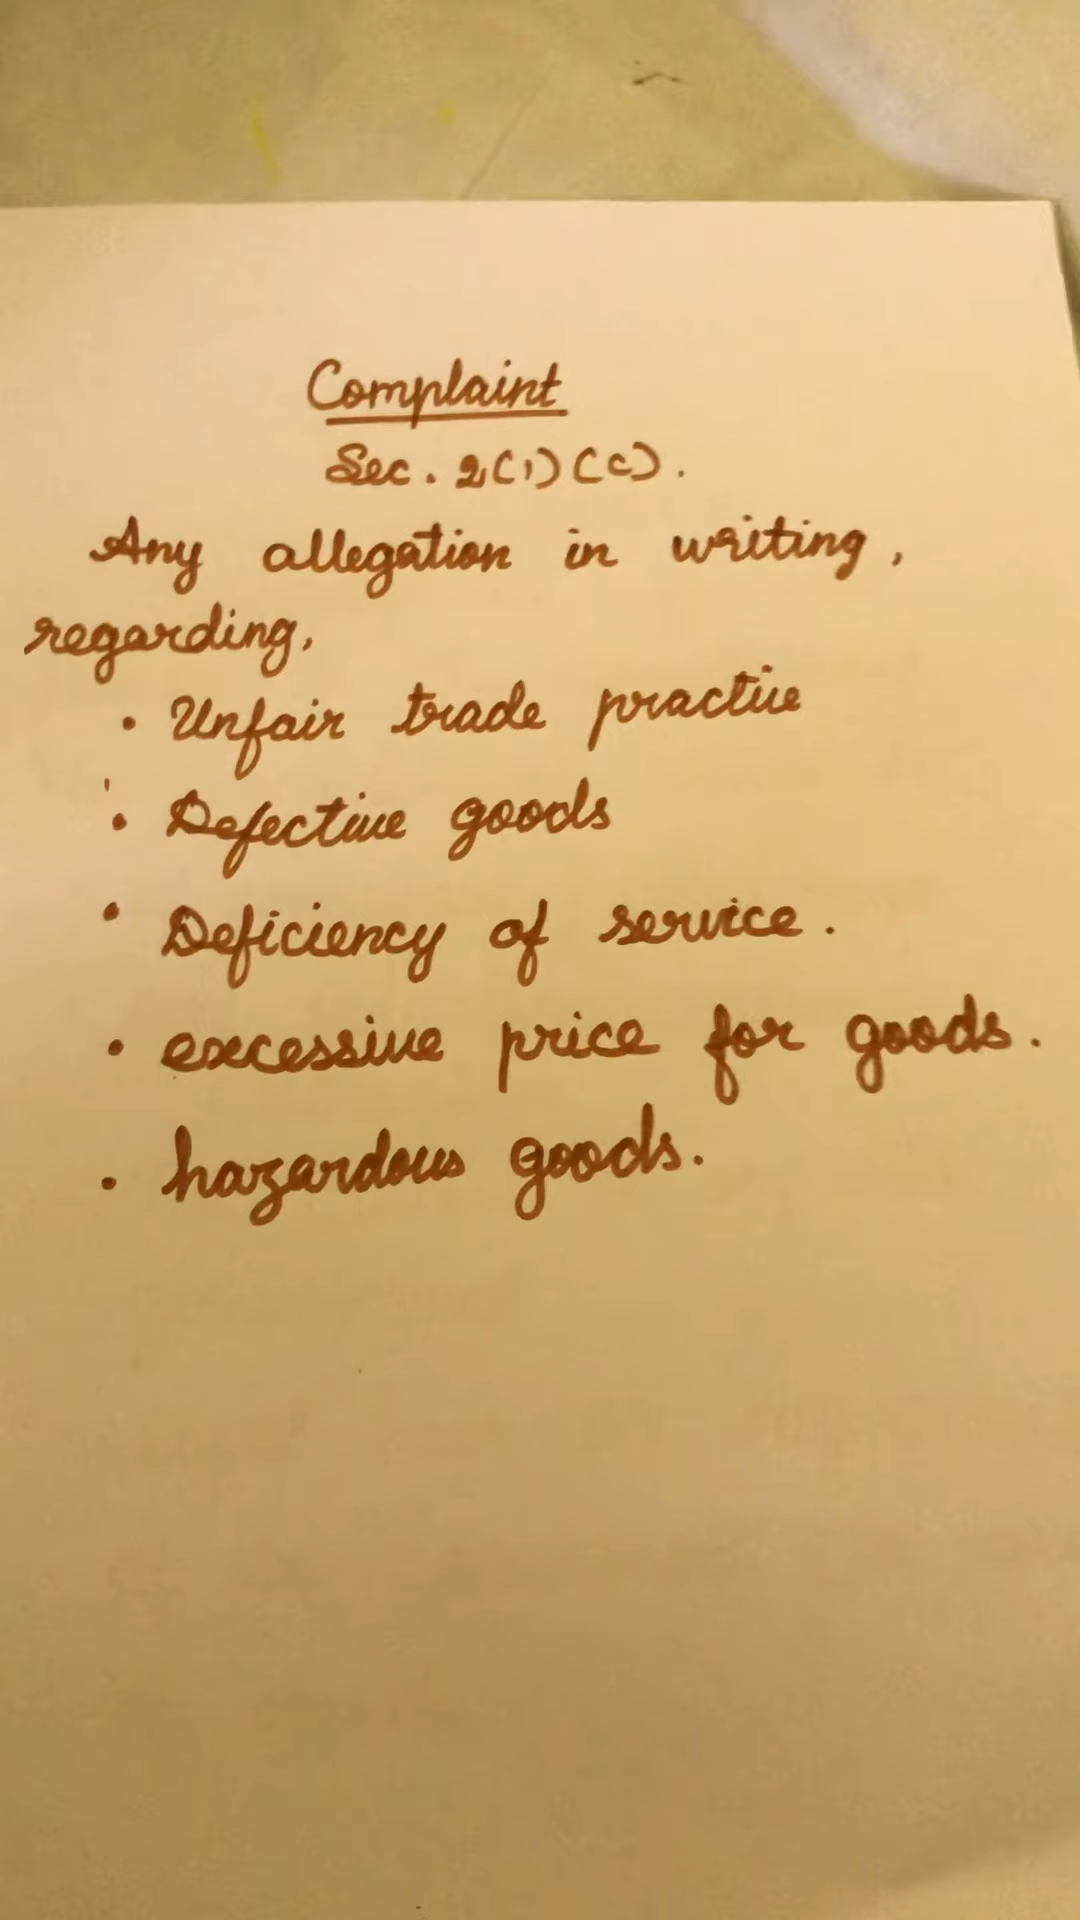 Complaint
Sec. 2(1)(c).
Any allegation in writing,
regarding,
• Unfair trade practice
• Defective goods
• Deficiency of service.
• excessive price for goods.
• hazardous goods.